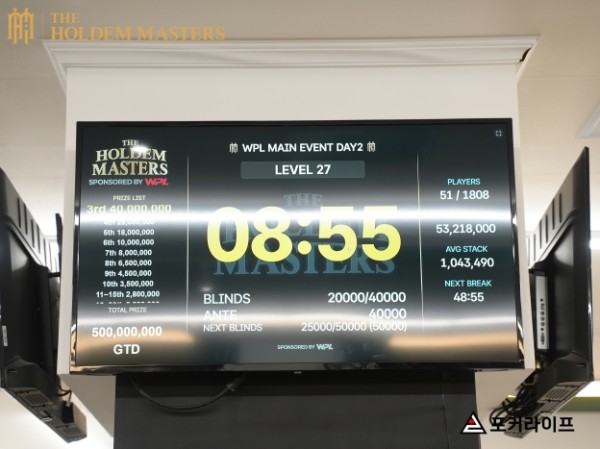 THE
HOLDEM MASTERS
THE
HOLDEM
MASTERS
SPONSORED BY WPL
WPL MAIN EVENT DAY2
LEVEL 27
PRIZE LIST
3rd 40,000,000
5th 18,000,000
6th 10,000,000
7th 8,000,000
8th 6,500,000
9th 4,500,000
10th 3,500,000
11-15th 2,800,000
TOTAL PRIZE
500,000,000
GTD
THE
HOLDEM
MASTERS
08:55
BLINDS 20000/40000
ANTE 40000
NEXT BLINDS 25000/50000 (50000)
SPONSORED BY WPL
PLAYERS
51 / 1808
53,218,000
AVG STACK
1,043,490
NEXT BREAK
48:55
포커라이프